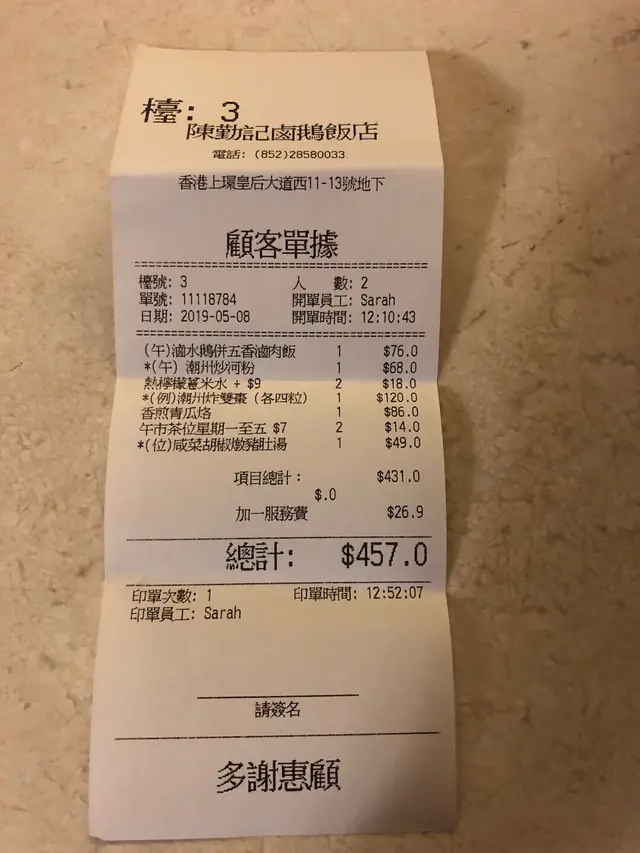 檯: 3
陳勤記鹵鵝飯店
電話: (852)28580033
香港上環皇后大道西11-13號地下
顧客單據
檯號: 3 人 數: 2
單號: 11118784 開單員工: Sarah
日期: 2019-05-08 開單時間: 12:10:43
(午)滷水鵝併五香滷肉飯 1 $76.0
*(午) 潮州炒河粉 1 $68.0
熱檸檬薏米水 + $9 2 $18.0
*(例)潮州炸雙棗 (各四粒) 1 $120.0
香煎青瓜烙 1 $86.0
午市茶位星期一至五 $7 2 $14.0
*(位)咸菜胡椒燉豬肚湯 1 $49.0
項目總計: $431.0
$.0
加一服務費 $26.9
總計: $457.0
印單次數: 1 印單時間: 12:52:07
印單員工: Sarah
請簽名
多謝惠顧